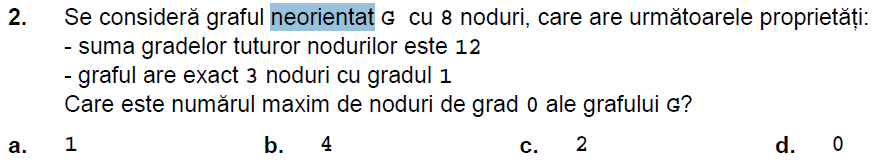 2. Se consideră graful neorientat G cu 8 noduri, care are următoarele proprietăți:
- suma gradelor tuturor nodurilor este 12
- graful are exact 3 noduri cu gradul 1
Care este numărul maxim de noduri de grad 0 ale grafului G?
a. 1 b. 4 c. 2 d. 0